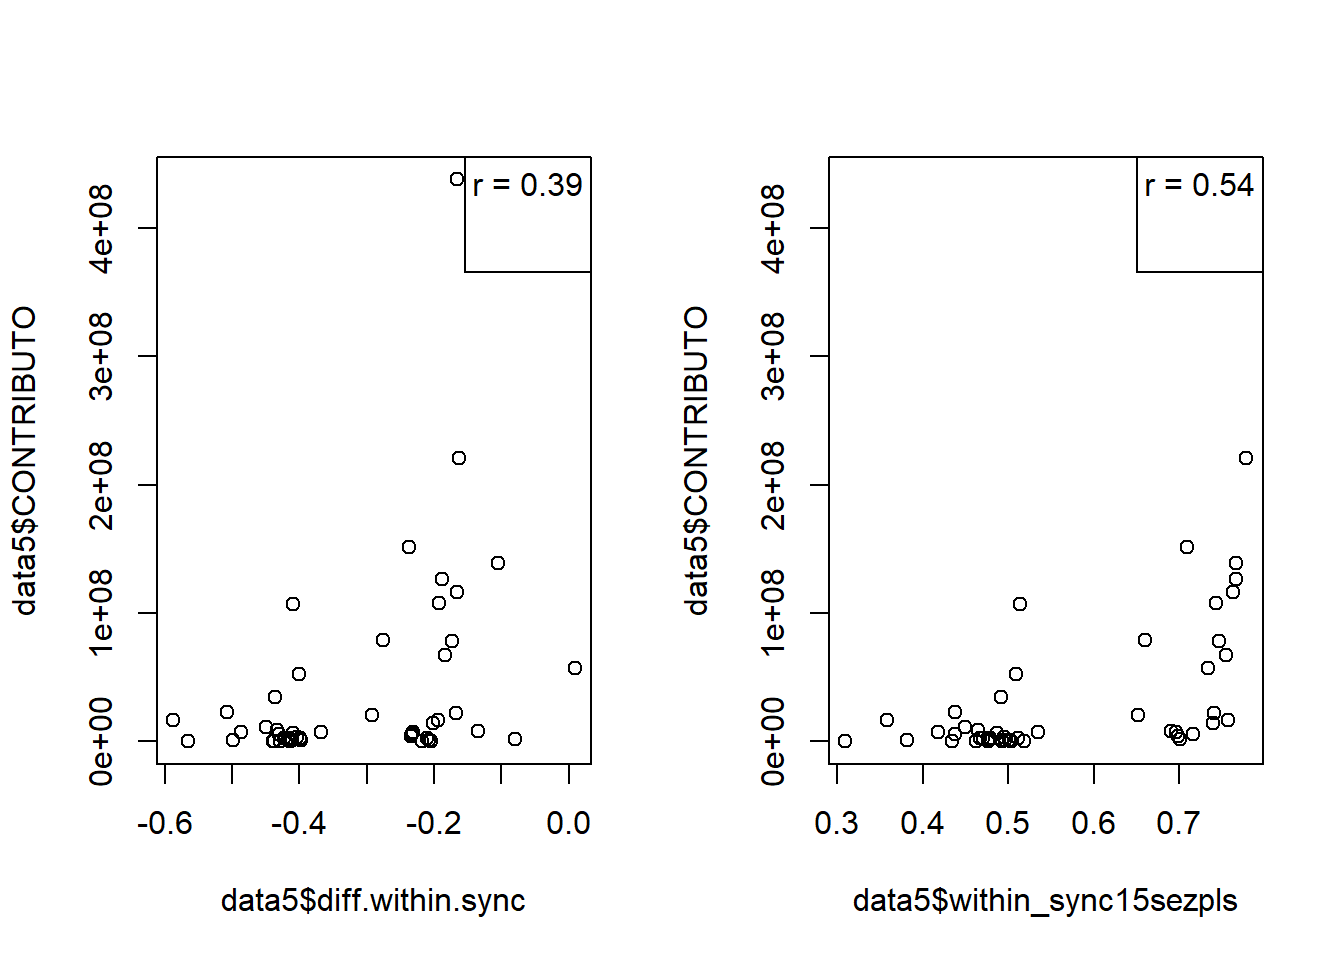 data5$CONTRIBUTO
0e+00 1e+08 2e+08 3e+08 4e+08
r = 0.39
-0.6 -0.4 -0.2 0.0
data5$diff.within.sync
data5$CONTRIBUTO
0e+00 1e+08 2e+08 3e+08 4e+08
r = 0.54
0.3 0.4 0.5 0.6 0.7
data5$within_sync15sezpls